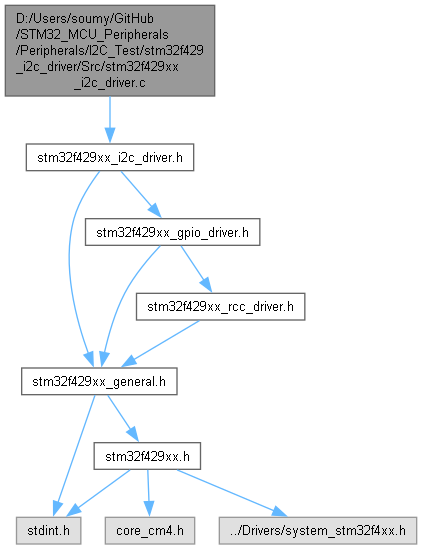 D:/Users/soumy/GitHub
/STM32_MCU_Peripherals
/Peripherals/I2C_Test/stm32f429
_i2c_driver/Src/stm32f429xx
_i2c_driver.c
stm32f429xx_i2c_driver.h
stm32f429xx_gpio_driver.h
stm32f429xx_rcc_driver.h
stm32f429xx_general.h
stm32f429xx.h
stdint.h
core_cm4.h
../Drivers/system_stm32f4xx.h